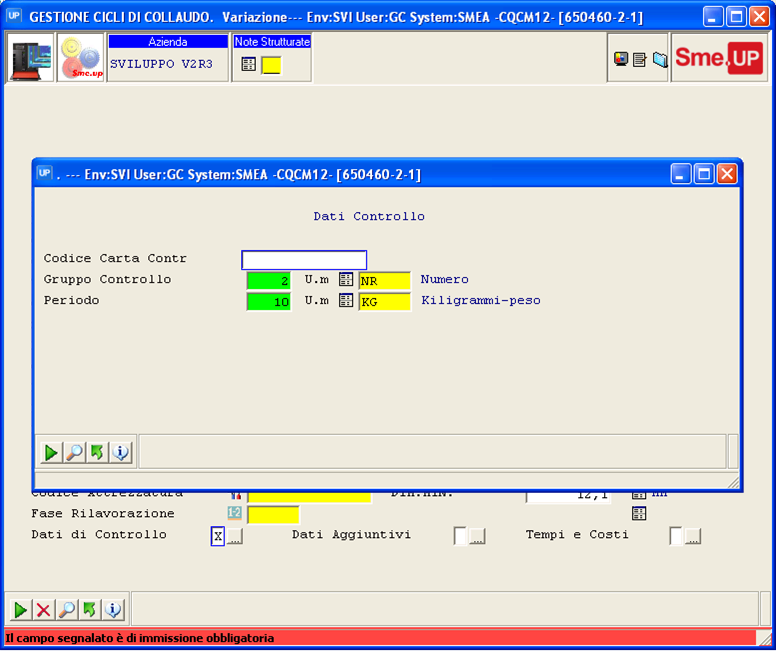 UP GESTIONE CICLI DI COLLAUDO. Variazione--- Env:SVI User:GC System:SMEA -CQCM12- [650460-2-1]
Azienda Note Strutturate
Sme.up SVILUPPO V2R3 Sme.UP
UP . --- Env:SVI User:GC System:SMEA -CQCM12- [650460-2-1]
Dati Controllo
Codice Carta Contr
Gruppo Controllo 2 U.m NR Numero
Periodo 10 U.m KG Kiligrammi-peso
Codice Attrezzatura 12,1
Fase Rilavorazione
Dati di Controllo X ... Dati Aggiuntivi ... Tempi e Costi ...
Il campo segnalato è di immissione obbligatoria